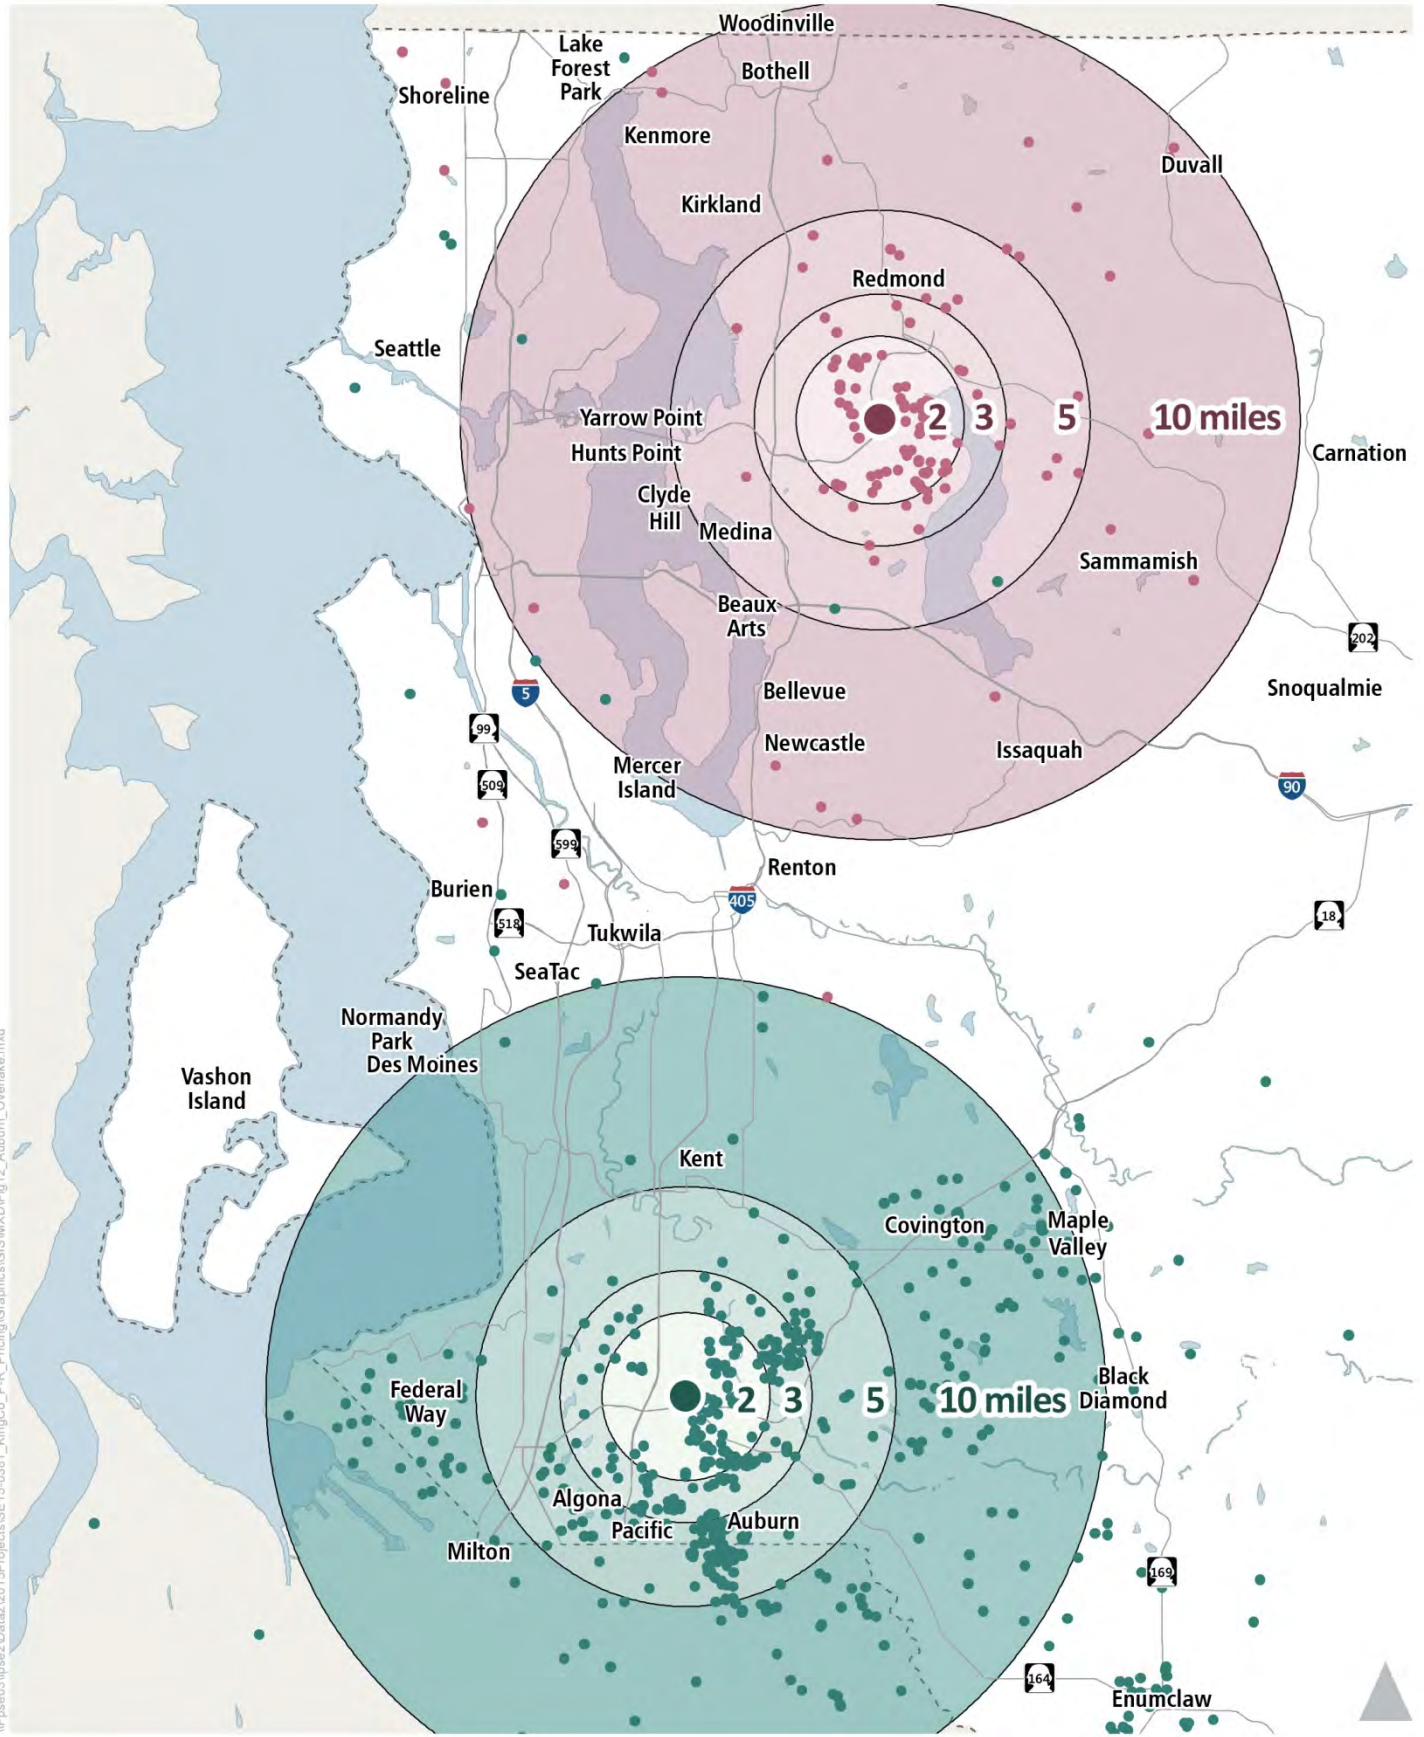 Woodinville
Lake
Forest
Park
Bothell
Shoreline
Kenmore
Duvall
Kirkland
Redmond
Seattle
Yarrow Point
2
3
5
10 miles
Hunts Point
Carnation
Clyde
Hill
Medina
Sammamish
Beaux
Arts
202
5
Bellevue
Snoqualmie
99
Newcastle
Issaquah
Mercer
Island
509
90
599
Renton
Burien
405
518
18
Tukwila
SeaTac
Normandy
Park
Des Moines
Vashon
Island
Kent
Covington
Maple
Valley
Federal
Way
2
3
5
10 miles
Black
Diamond
Algona
Pacific
Auburn
Milton
169
164
Enumclaw